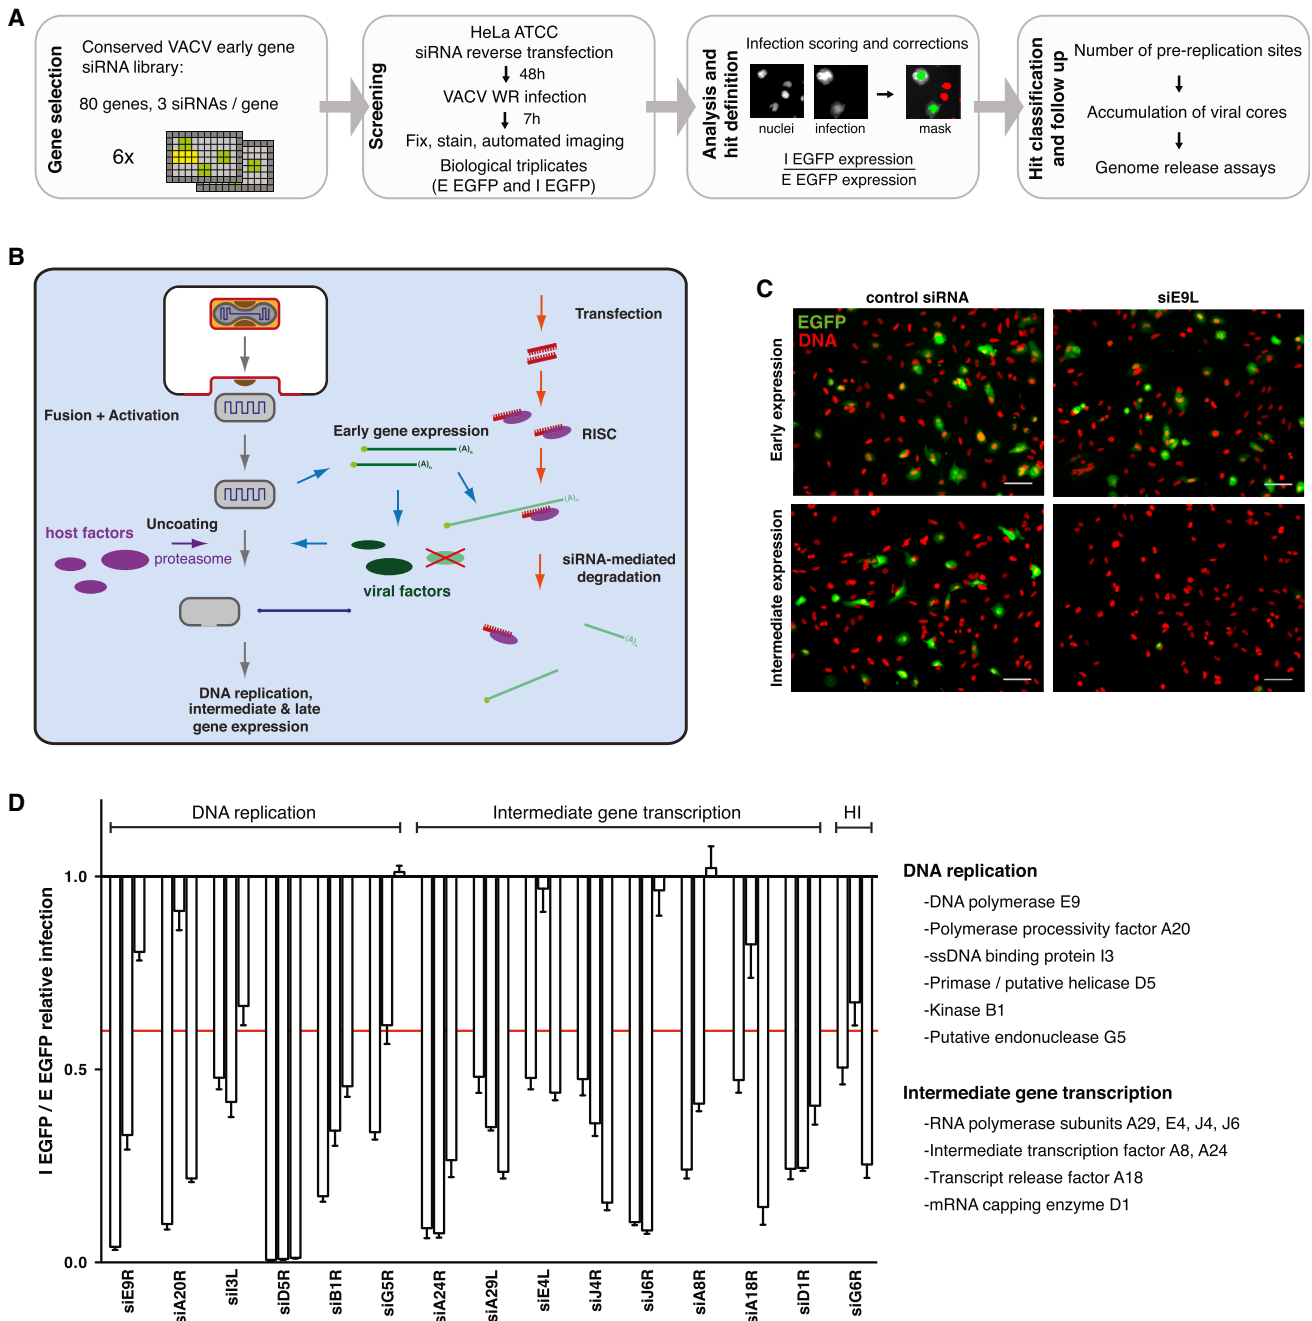 A
Gene selection
Conserved VACV early gene
siRNA library:
80 genes, 3 siRNAs / gene
6x
Screening
HeLa ATCC
siRNA reverse transfection
48h
VACV WR infection
7h
Fix, stain, automated imaging
Biological triplicates
(E EGFP and I EGFP)
Analysis and
hit definition
Infection scoring and corrections
nuclei
infection
mask
I EGFP expression
E EGFP expression
Hit classification
and follow up
Number of pre-replication sites
Accumulation of viral cores
Genome release assays
B
Fusion + Activation
Transfection
RISC
Early gene expression
(A)n
(A)n
(A)n
host factors
Uncoating
proteasome
viral factors
siRNA-mediated
degradation
(A)n
DNA replication,
intermediate & late
gene expression
C
control siRNA
siE9L
EGFP
DNA
Early expression
Intermediate expression
D
DNA replication
Intermediate gene transcription
HI
I EGFP / E EGFP relative infection
1.0
0.5
0.0
siE9R
siA20R
siI3L
siD5R
siB1R
siG5R
siA24R
siA29L
siE4L
siJ4R
siJ6R
siA8R
siA18R
siD1R
siG6R
DNA replication
-DNA polymerase E9
-Polymerase processivity factor A20
-ssDNA binding protein I3
-Primase / putative helicase D5
-Kinase B1
-Putative endonuclease G5
Intermediate gene transcription
-RNA polymerase subunits A29, E4, J4, J6
-Intermediate transcription factor A8, A24
-Transcript release factor A18
-mRNA capping enzyme D1